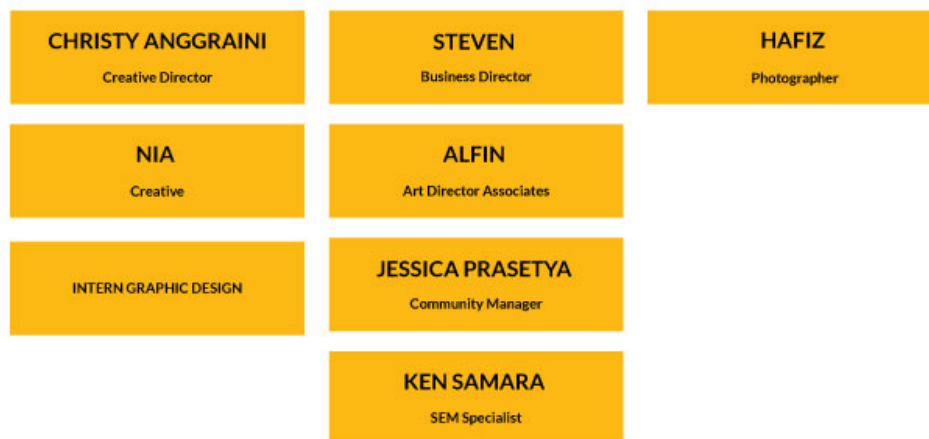 CHRISTY ANGGRAINI
Creative Director
STEVEN
Business Director
HAFIZ
Photographer
NIA
Creative
ALFIN
Art Director Associates
INTERN GRAPHIC DESIGN
JESSICA PRASETYA
Community Manager
KEN SAMARA
SEM Specialist